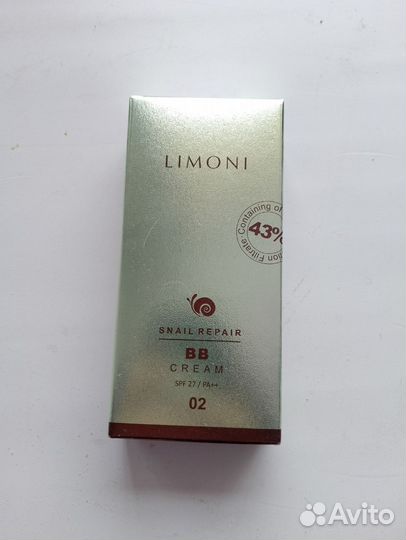 LIMONI
Containing of
43%
tion Filtrate
SNAIL REPAIR
BB
CREAM
SPF 27 / PA++
02
Avito